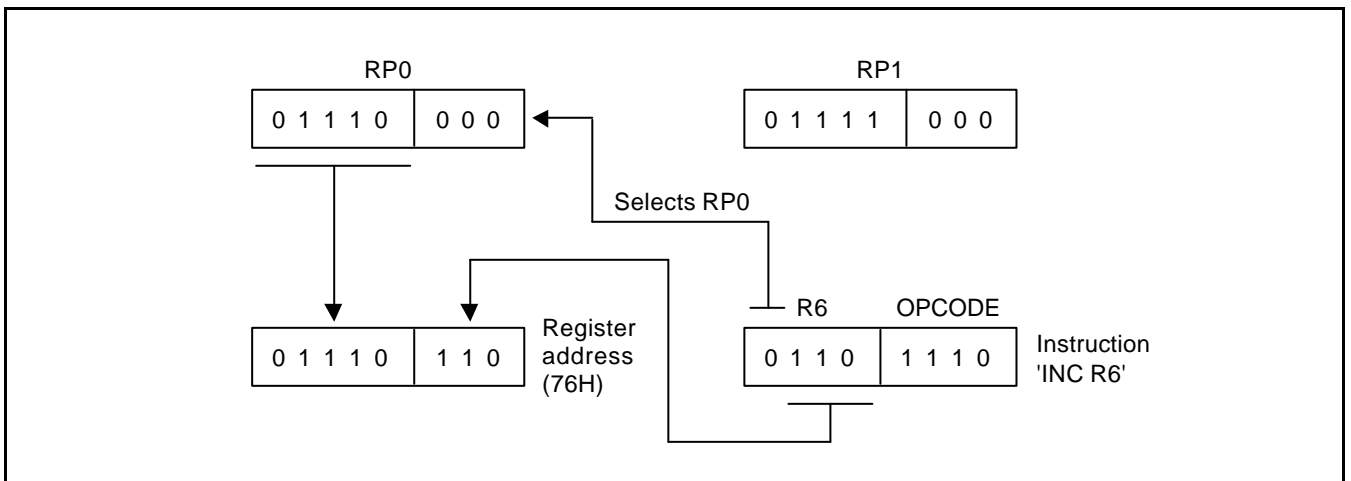 RP0
RP1
0 1 1 1 0 0 0 0
0 1 1 1 1 0 0 0
Selects RP0
R6 OPCODE
0 1 1 1 0 1 1 0
Register
address
(76H)
0 1 1 0 1 1 1 0
Instruction
'INC R6'